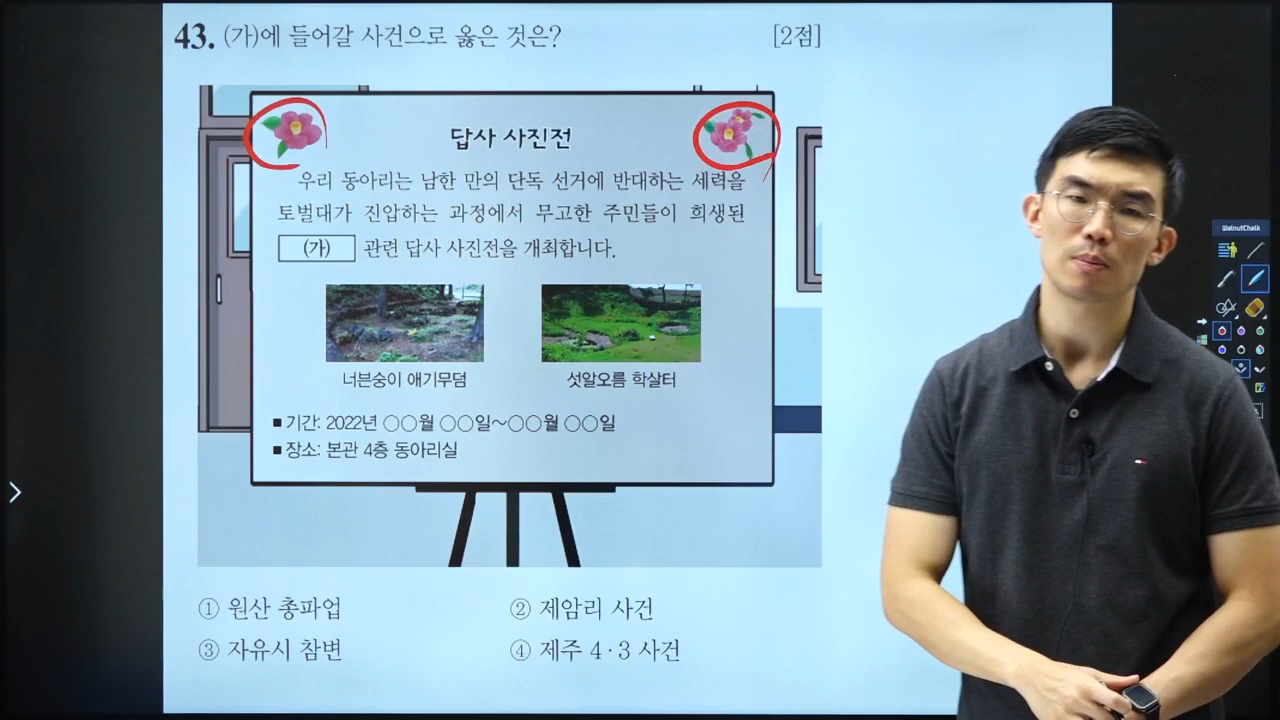 43. (가)에 들어갈 사건으로 옳은 것은? [2점]
답사 사진전
우리 동아리는 남한 만의 단독 선거에 반대하는 세력을
토벌대가 진압하는 과정에서 무고한 주민들이 희생된
(가) 관련 답사 사진전을 개최합니다.
너븐숭이 애기무덤 섯알오름 학살터
■ 기간: 2022년 ○○월 ○○일~○○월 ○○일
■ 장소: 본관 4층 동아리실
① 원산 총파업 ② 제암리 사건
③ 자유시 참변 ④ 제주 4·3 사건
WalnutChalk